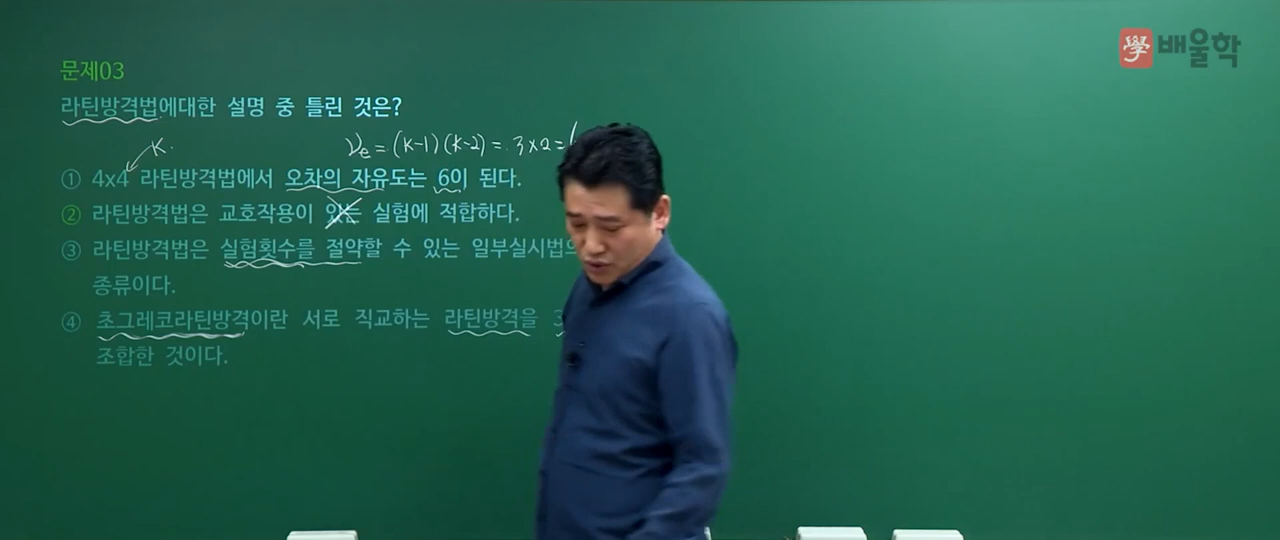 學 배울학
문제03
라틴방격법에대한 설명 중 틀린 것은?
K.
νe = (K-1)(K-2) = 3×2 =
① 4x4 라틴방격법에서 오차의 자유도는 6이 된다.
② 라틴방격법은 교호작용이 있는 실험에 적합하다.
③ 라틴방격법은 실험횟수를 절약할 수 있는
종류이다.
④ 초그레코라틴방격이란 서로 직교하는 라틴방격을
조합한 것이다.